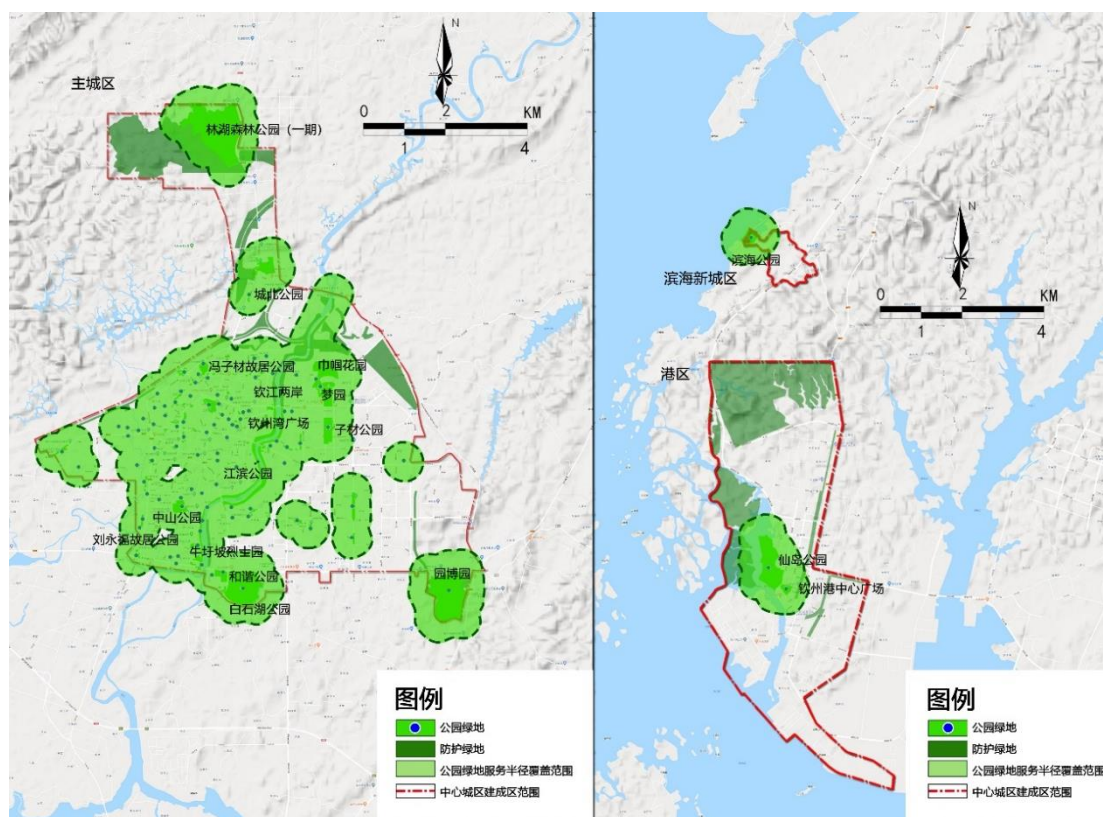 主城区
N
0
2
KM
1
4
林湖森林公园（一期）
城北公园
冯子材故居公园
巾帼花园
钦江两岸
梦园
钦州湾广场
子材公园
江滨公园
中山公园
刘永福故居公园
牛圩坡烈士园
和谐公园
白石湖公园
园博园
图例
公园绿地
防护绿地
公园绿地服务半径覆盖范围
中心城区建成区范围
N
滨海公园
滨海新城区
0
2
KM
1
4
港区
仙岛公园
钦州港中心广场
图例
公园绿地
防护绿地
公园绿地服务半径覆盖范围
中心城区建成区范围